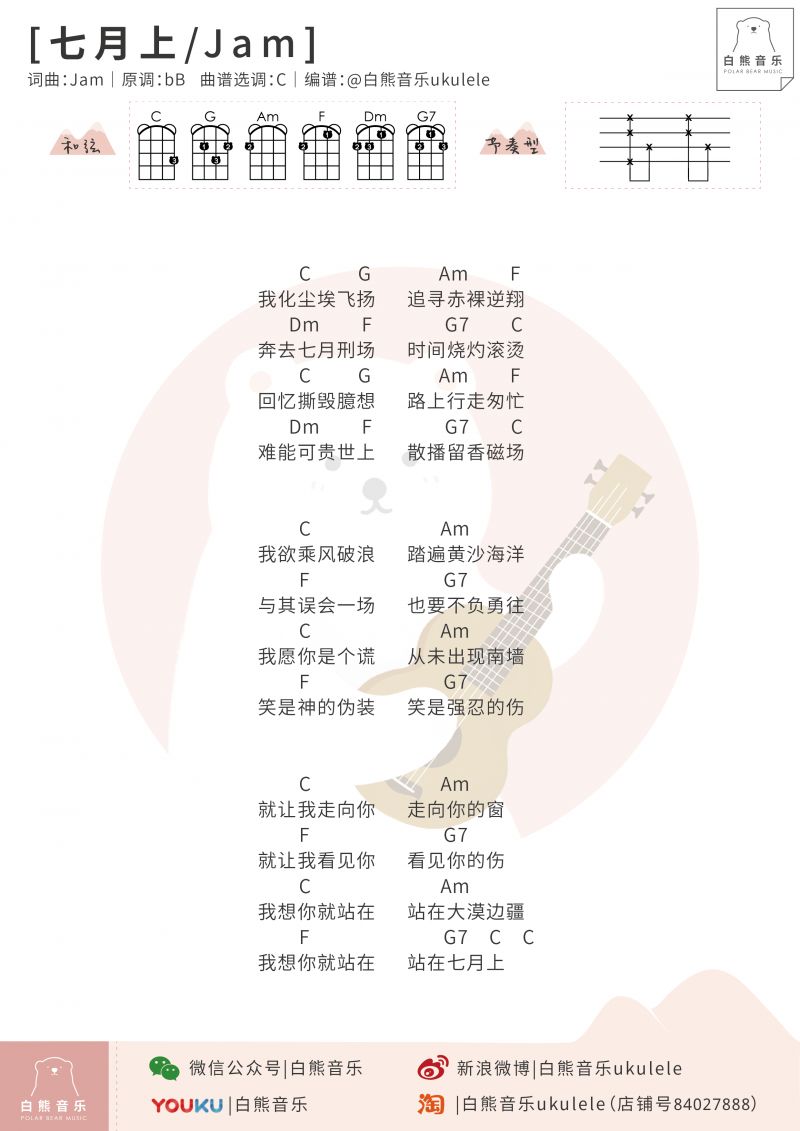 [七月上/Jam]
白熊音乐
POLAR BEAR MUSIC
词曲：Jam｜原调：bB 曲谱选调：C｜编谱：@白熊音乐ukulele
和弦
C G Am F Dm G7
3 1 2 3 2 2 1 2 3 1 2 1 3
节奏型
C G Am F
我化尘埃飞扬 追寻赤裸逆翔
Dm F G7 C
奔去七月刑场 时间烧灼滚烫
C G Am F
回忆撕毁臆想 路上行走匆忙
Dm F G7 C
难能可贵世上 散播留香磁场
C Am
我欲乘风破浪 踏遍黄沙海洋
F G7
与其误会一场 也要不负勇往
C Am
我愿你是个谎 从未出现南墙
F G7
笑是神的伪装 笑是强忍的伤
C Am
就让我走向你 走向你的窗
F G7
就让我看见你 看见你的伤
C Am
我想你就站在 站在大漠边疆
F G7 C C
我想你就站在 站在七月上
白熊音乐
POLAR BEAR MUSIC
微信公众号|白熊音乐
新浪微博|白熊音乐ukulele
YOUKU|白熊音乐
淘|白熊音乐ukulele（店铺号84027888）